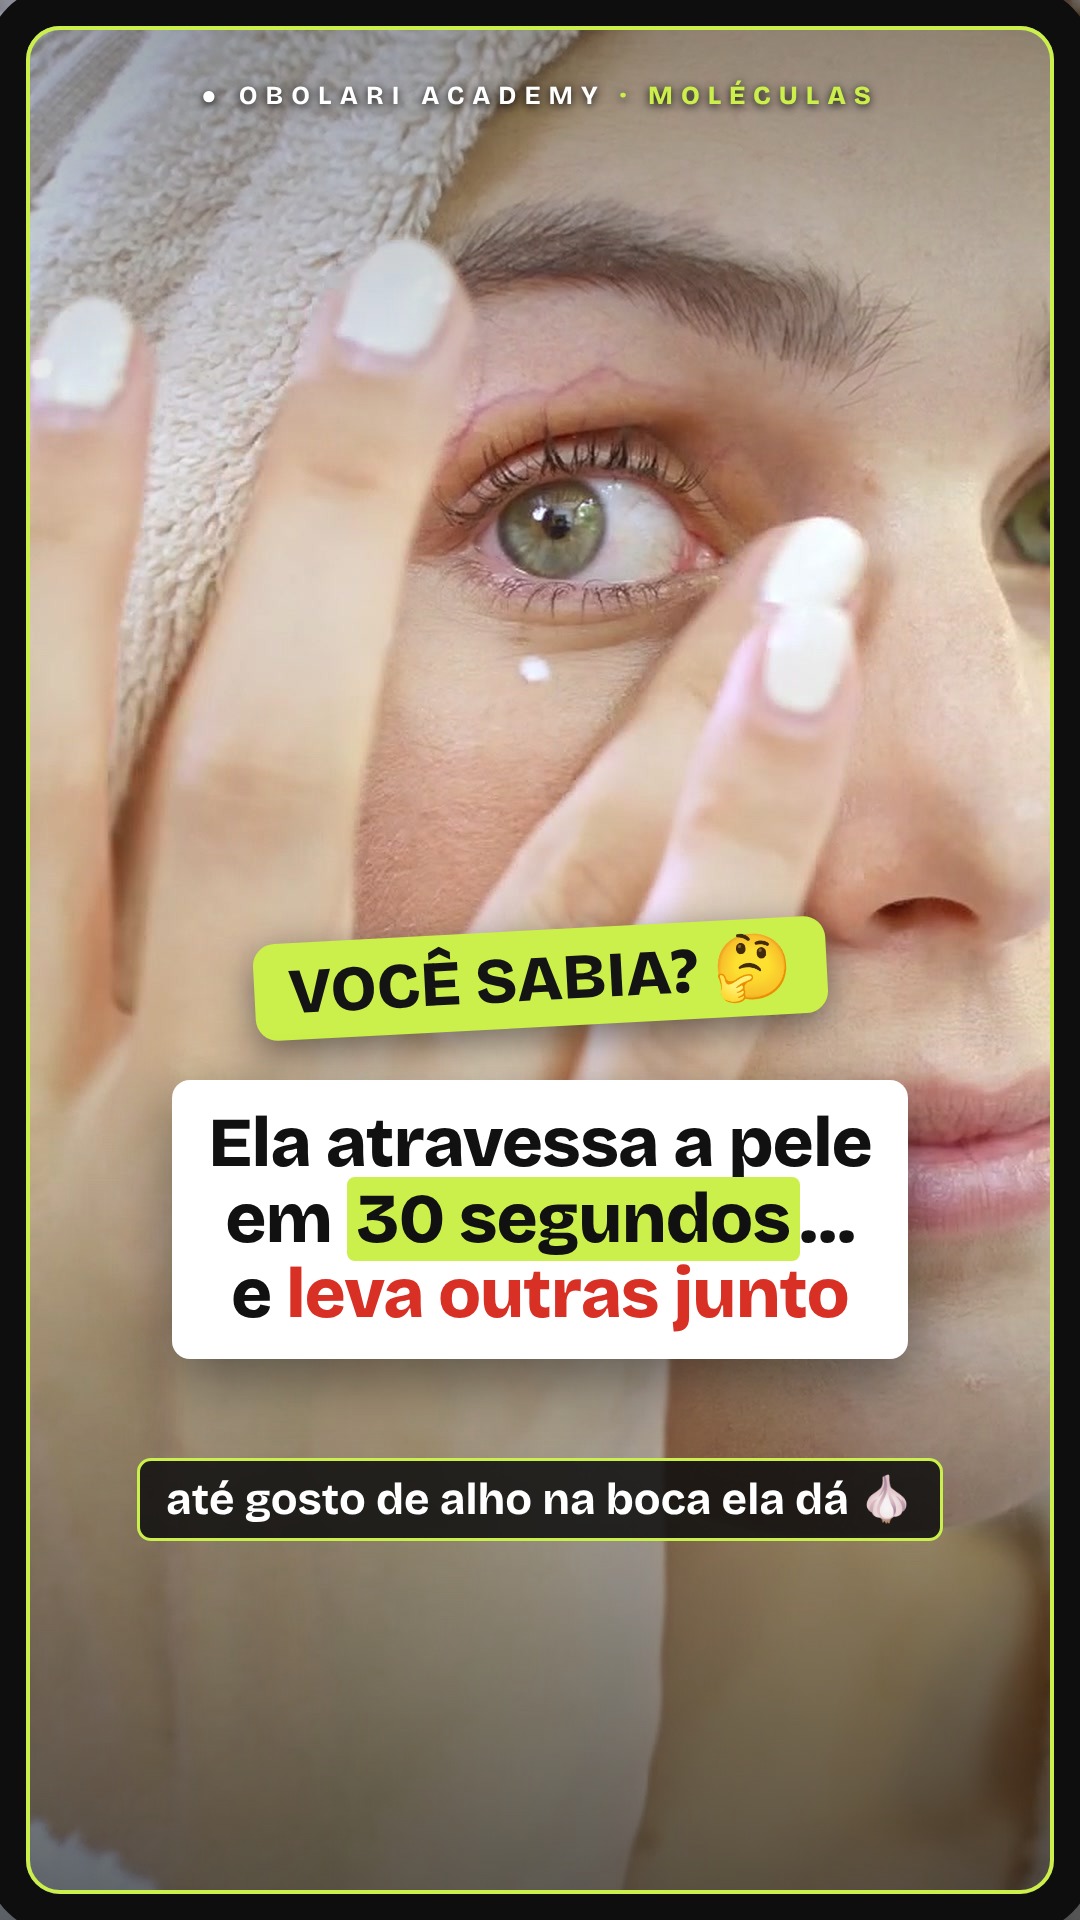 • OBOLARI ACADEMY · MOLÉCULAS
VOCÊ SABIA? 🤔
Ela atravessa a pele
em 30 segundos...
e leva outras junto
até gosto de alho na boca ela dá 🧄